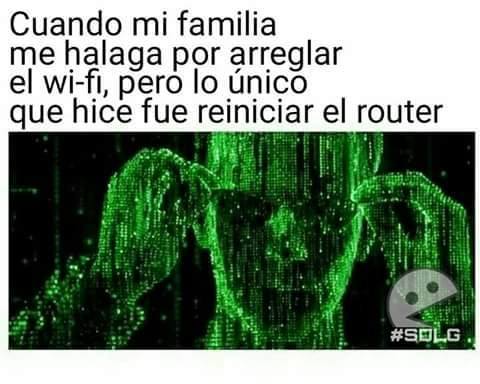 Cuando mi familia
me halaga por arreglar
el wi-fi, pero lo único
que hice fue reiniciar el router
#SDLG